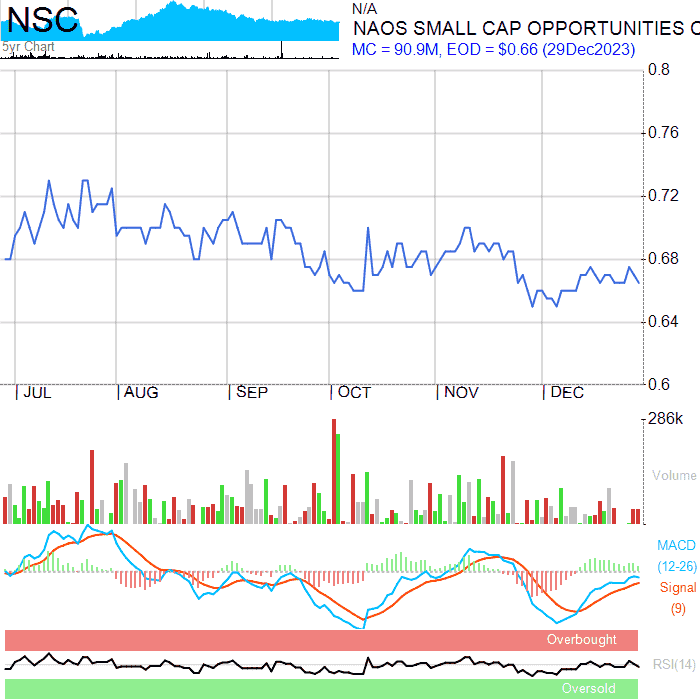 NSC
5yr Chart
N/A
NAOS SMALL CAP OPPORTUNITIES
MC = 90.9M, EOD = $0.66 (29Dec2023)
0.8
0.76
0.72
0.68
0.64
0.6
JUL AUG SEP OCT NOV DEC
286k
Volume
MACD
(12-26)
Signal
(9)
Overbought
RSI(14)
Oversold